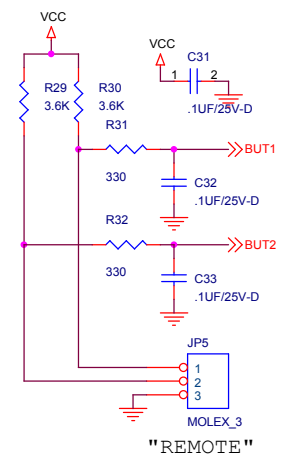 VCC
VCC
C31
1 2
.1UF/25V-D
R29
3.6K
R30
3.6K
R31
330
BUT1
C32
.1UF/25V-D
R32
330
BUT2
C33
.1UF/25V-D
JP5
1
2
3
MOLEX_3
"REMOTE"